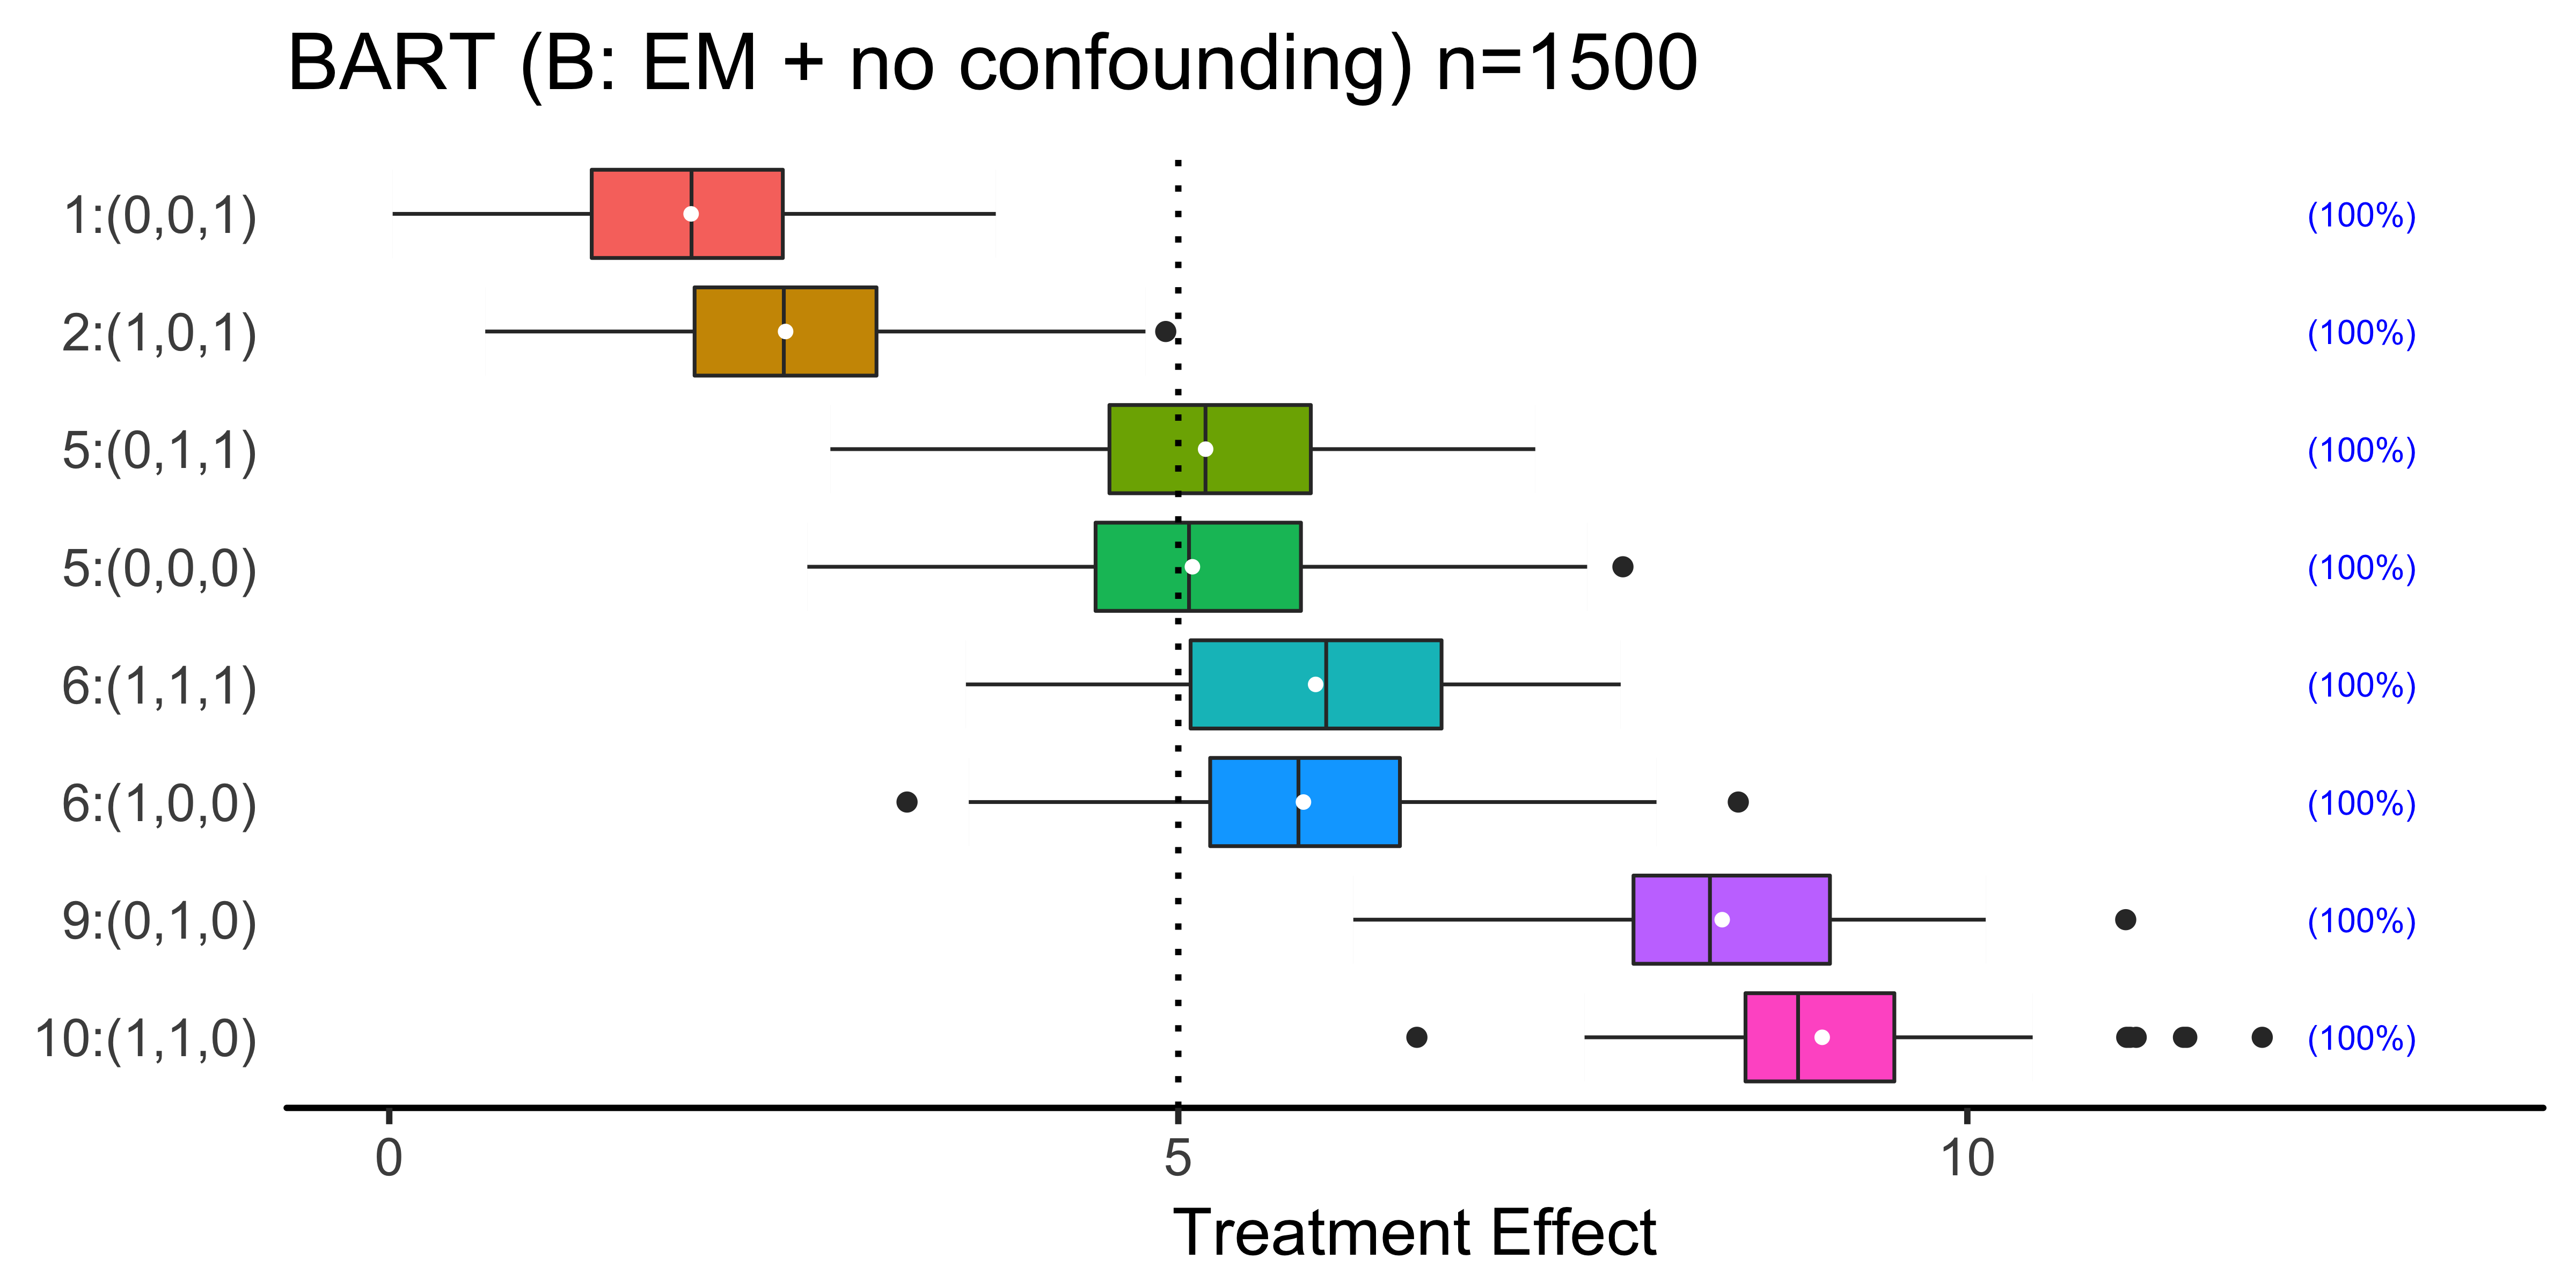 BART (B: EM + no confounding) n=1500
1:(0,0,1) (100%)
2:(1,0,1) (100%)
5:(0,1,1) (100%)
5:(0,0,0) (100%)
6:(1,1,1) (100%)
6:(1,0,0) (100%)
9:(0,1,0) (100%)
10:(1,1,0) (100%)
0 5 10
Treatment Effect